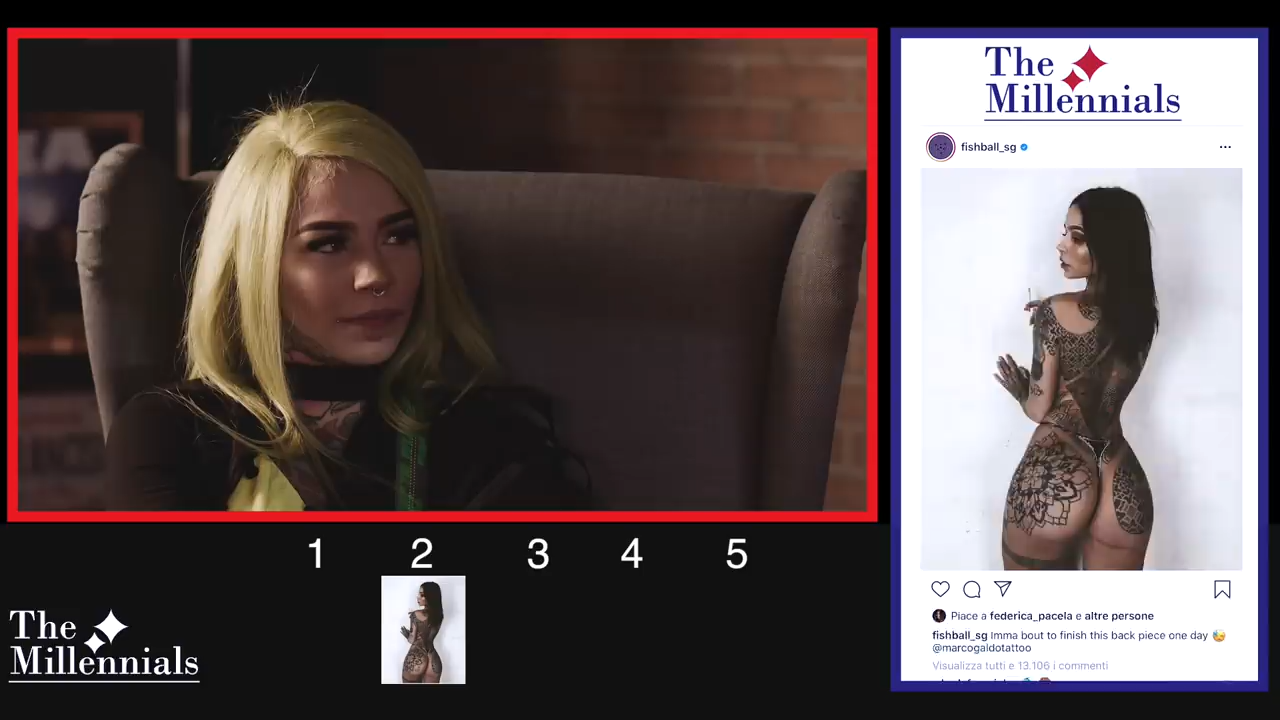 The
Millennials
fishball_sg
1 2 3 4 5
Piace a federica_pacela e altre persone
fishball_sg Imma bout to finish this back piece one day
@marcogaldotattoo
Visualizza tutti e 13.106 i commenti
The
Millennials